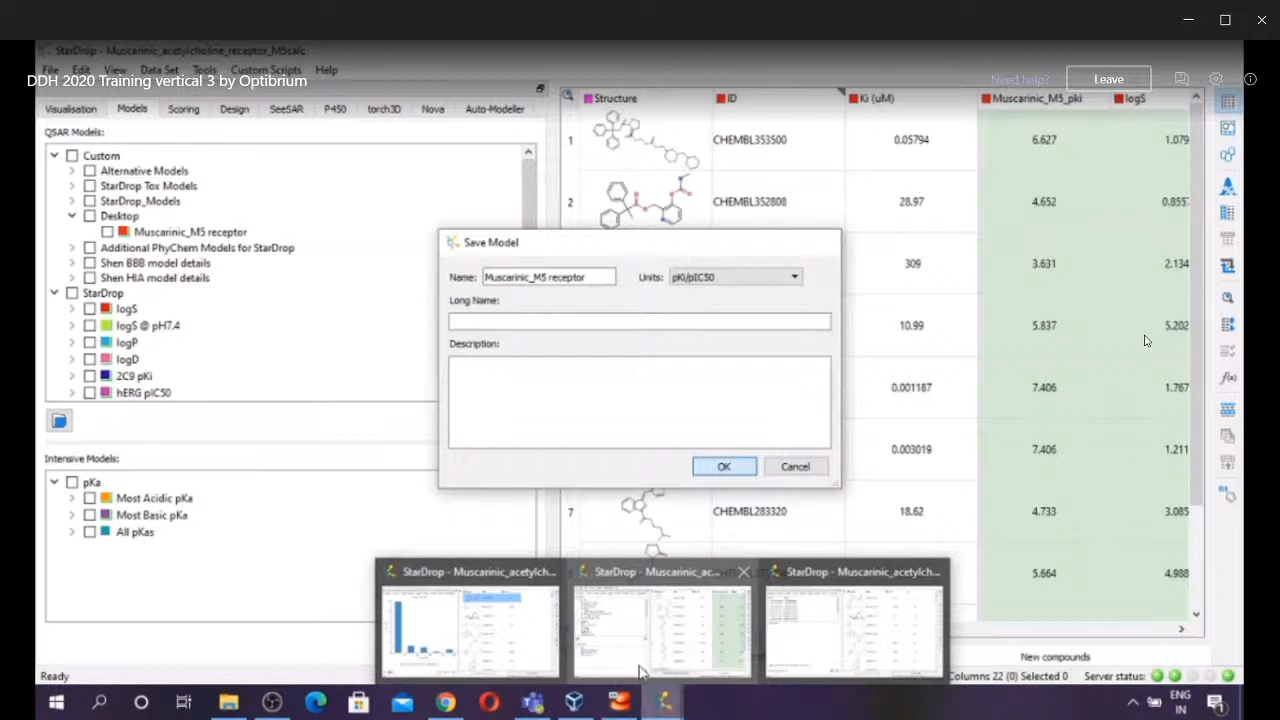 StarDrop - Muscarinic_acetylcholine_receptor_M5calc
File Edit View Data Set Tools Custom Scripts Help
DDH 2020 Training vertical 3 by Optibrium
Need help?
Leave
Visualisation Models Scoring Design SeeSAR P450 torch3D Nova Auto-Modeller
QSAR Models:
Custom
Alternative Models
StarDrop Tox Models
StarDrop_Models
Desktop
Muscarinic_M5 receptor
Additional PhyChem Models for StarDrop
Shen BBB model details
Shen HIA model details
StarDrop
logS
logS @ pH7.4
logP
logD
2C9 pKi
hERG pIC50
Intensive Models:
pKa
Most Acidic pKa
Most Basic pKa
All pKas
Structure ID Ki (uM) Muscarinic_M5_pki logS
1 CHEMBL353500 0.05794 6.627 1.079
2 CHEMBL352808 28.97 4.652 0.855
309 3.631 2.134
10.99 5.837 5.202
0.001187 7.406 1.767
0.003019 7.406 1.211
7 CHEMBL283320 18.62 4.733 3.085
5.664 4.988
Save Model
Name: Muscarinic_M5 receptor Units: pKi/pIC50
Long Name:
Description:
OK Cancel
StarDrop - Muscarinic_acetylch...
StarDrop - Muscarinic_ac...
StarDrop - Muscarinic_acetylch...
New compounds
Ready
Columns 22 (0) Selected 0 Server status:
ENG
IN
1